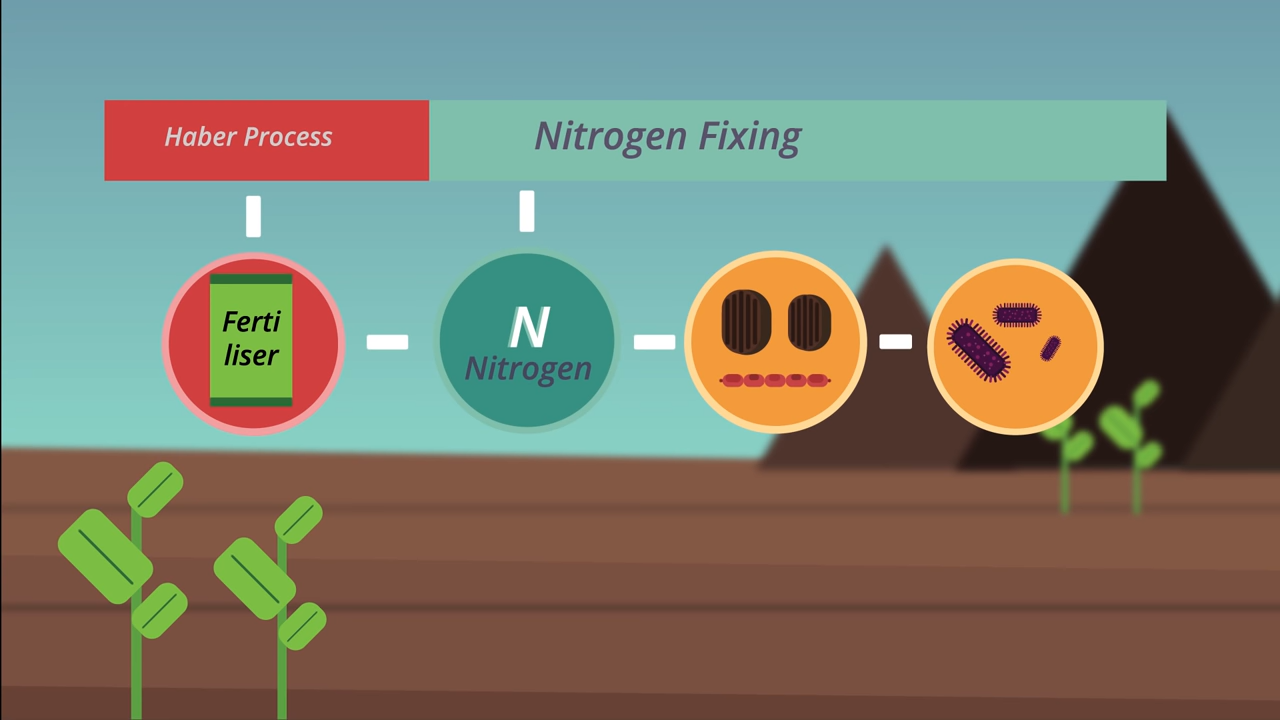 Haber Process
Nitrogen Fixing
Ferti
liser
N
Nitrogen